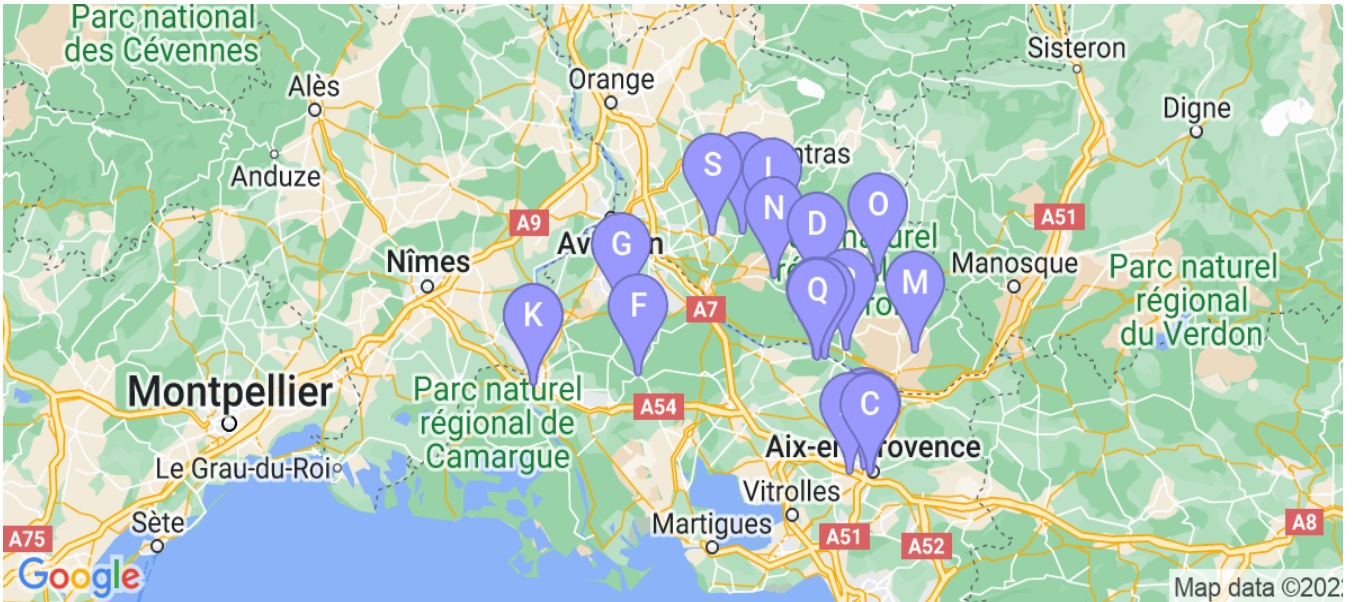 Parc national
des Cévennes
Sisteron
Orange
Alès
Digne
ntras
S
I
Anduze
N
O
D
A9
A51
G
Av
n
naturel
Nîmes
Manosque
Parc naturel
M
Q
régional
F
A7
K
du Verdon
Montpellier
Parc naturel
A54
C
régional de
Camargue
Aix-en
rovence
Le Grau-du-Roi
Vitrolles
Sète
Martigues
A8
A75
A51
A52
Google
Map data ©202